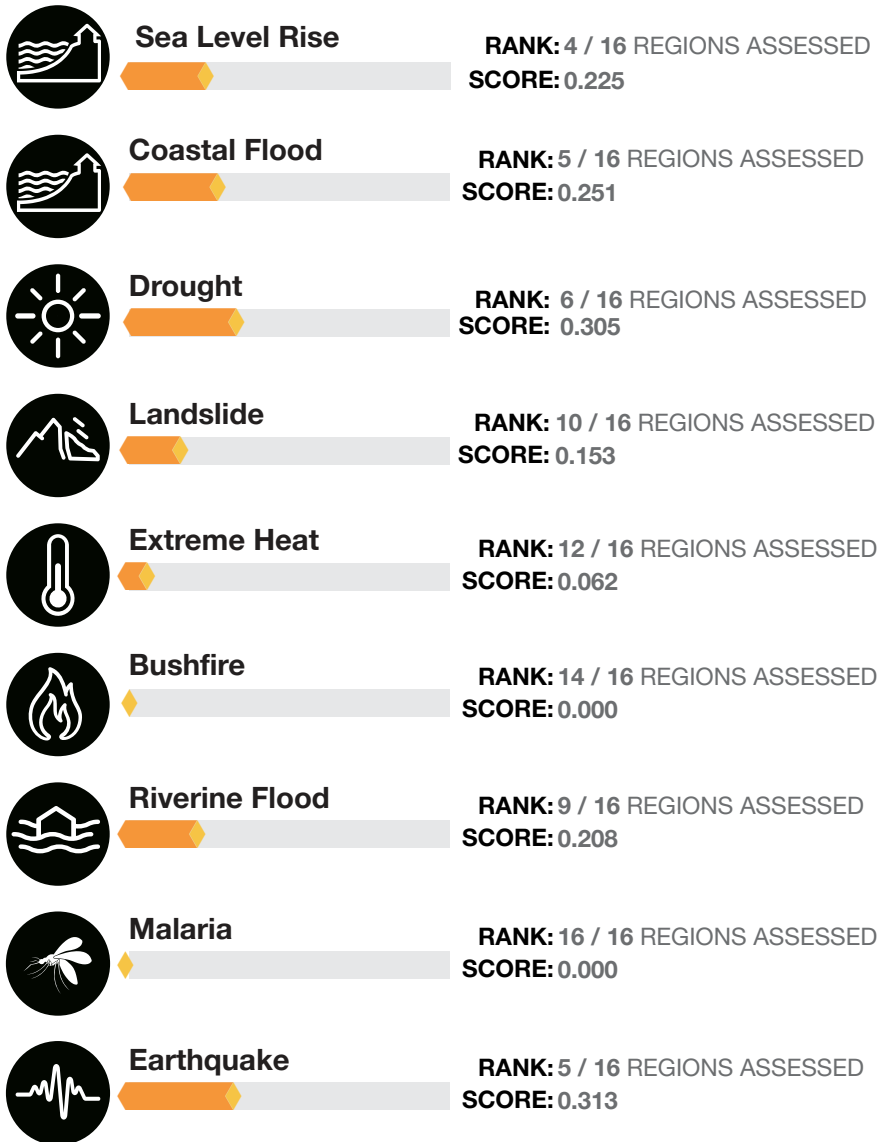 Sea Level Rise
RANK: 4 / 16 REGIONS ASSESSED
SCORE: 0.225
Coastal Flood
RANK: 5 / 16 REGIONS ASSESSED
SCORE: 0.251
Drought
RANK: 6 / 16 REGIONS ASSESSED
SCORE: 0.305
Landslide
RANK: 10 / 16 REGIONS ASSESSED
SCORE: 0.153
Extreme Heat
RANK: 12 / 16 REGIONS ASSESSED
SCORE: 0.062
Bushfire
RANK: 14 / 16 REGIONS ASSESSED
SCORE: 0.000
Riverine Flood
RANK: 9 / 16 REGIONS ASSESSED
SCORE: 0.208
Malaria
RANK: 16 / 16 REGIONS ASSESSED
SCORE: 0.000
Earthquake
RANK: 5 / 16 REGIONS ASSESSED
SCORE: 0.313